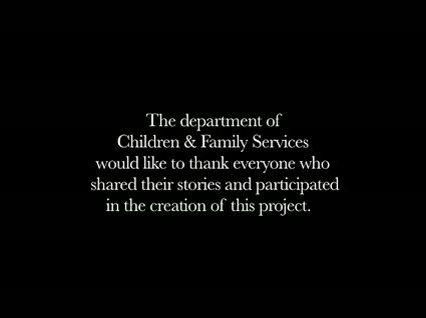 The department of
Children & Family Services
would like to thank everyone who
shared their stories and participated
in the creation of this project.